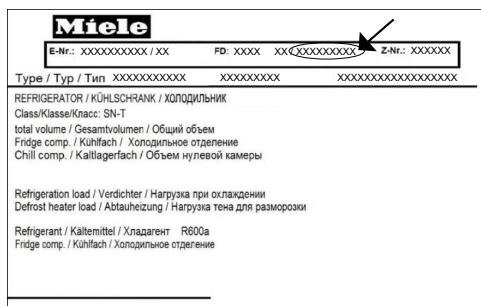 Miele
E-Nr.: XXXXXXXXXX / XX FD: XXXX XX / XXXXXXXXX Z-Nr.: XXXXXX
Type / Typ / Тип XXXXXXXXXXX XXXXXXXXX XXXXXXXXXXXXXXXXXX
REFRIGERATOR / KÜHLSCHRANK / ХОЛОДИЛЬНИК
Class/Klasse/Класс: SN-T
total volume / Gesamtvolumen / Общий объем
Fridge comp. / Kühlfach / Холодильное отделение
Chill comp. / Kaltlagerfach / Объем нулевой камеры
Refrigeration load / Verdichter / Нагрузка при охлаждении
Defrost heater load / Abtauheizung / Нагрузка тена для разморозки
Refrigerant / Kältemittel / Хладагент R600a
Fridge comp. / Kühlfach / Холодильное отделение